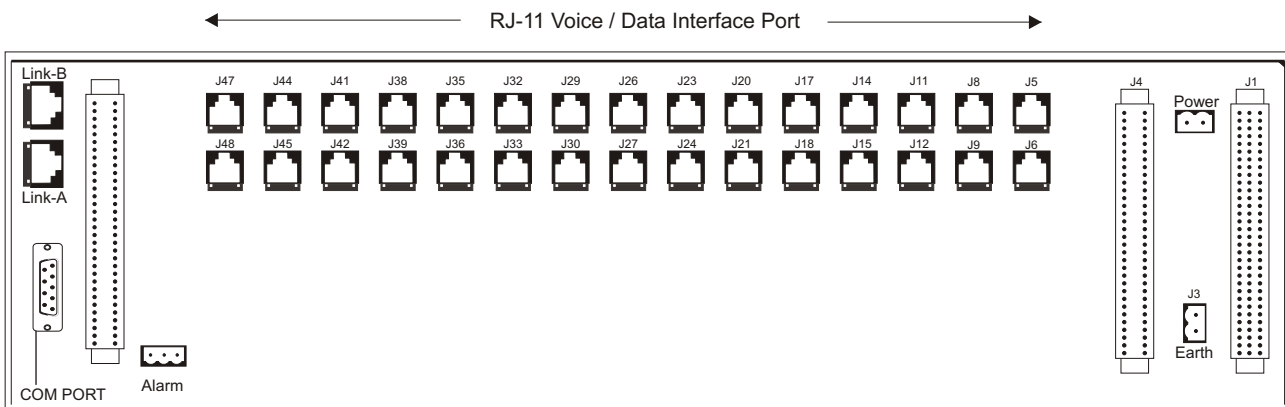 RJ-11 Voice / Data Interface Port
Link-B
J47 J44 J41 J38 J35 J32 J29 J26 J23 J20 J17 J14 J11 J8 J5 J4 J1
Power
J48 J45 J42 J39 J36 J33 J30 J27 J24 J21 J18 J15 J12 J9 J6
Link-A
J3
Earth
Alarm
COM PORT